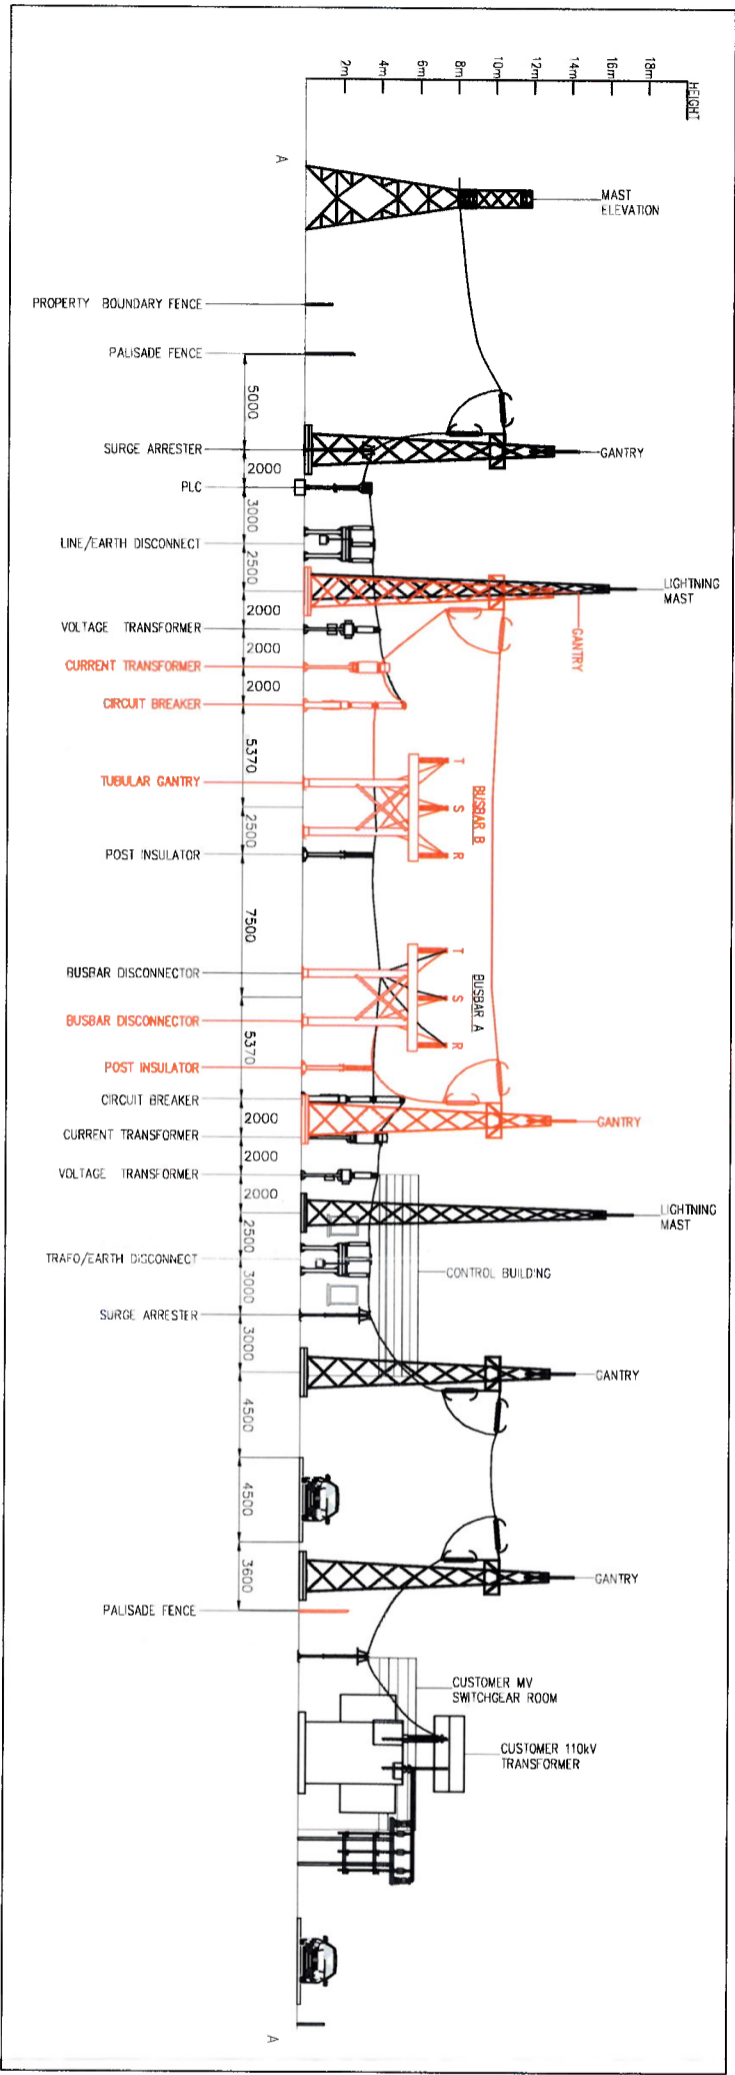 HEIGHT
18m
16m
14m
12m
10m
8m
6m
4m
2m
A
MAST
ELEVATION
PROPERTY BOUNDARY FENCE
PALISADE FENCE
5000
SURGE ARRESTER
GANTRY
2000
PLC
3000
LINE/EARTH DISCONNECT
2500
LIGHTNING
MAST
GANTRY
2000
VOLTAGE TRANSFORMER
2000
CURRENT TRANSFORMER
2000
CIRCUIT BREAKER
5370
TUBULAR GANTRY
T
S
R
BUSBAR B
2500
POST INSULATOR
7500
BUSBAR DISCONNECTOR
T
S
R
BUSBAR A
BUSBAR DISCONNECTOR
5370
POST INSULATOR
CIRCUIT BREAKER
2000
GANTRY
CURRENT TRANSFORMER
2000
VOLTAGE TRANSFORMER
2000
LIGHTNING
MAST
2500
TRAFO/EARTH DISCONNECT
CONTROL BUILDING
3000
SURGE ARRESTER
3000
GANTRY
4500
4500
3600
GANTRY
PALISADE FENCE
CUSTOMER MV
SWITCHGEAR ROOM
CUSTOMER 110kV
TRANSFORMER
A